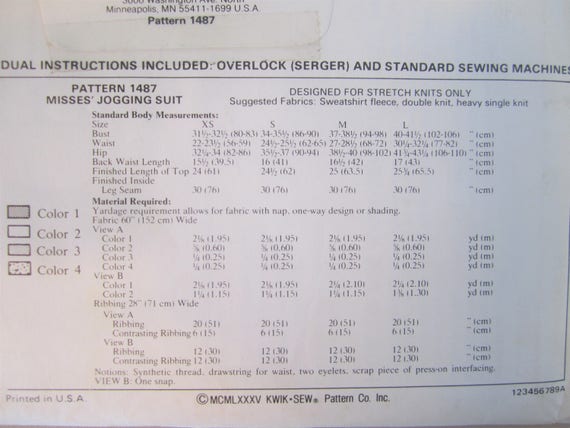 Minneapolis, MN 55411-1699 U.S.A.
Pattern 1487
DUAL INSTRUCTIONS INCLUDED: OVERLOCK (SERGER) AND STANDARD SEWING MACHINES
PATTERN 1487
MISSES' JOGGING SUIT
DESIGNED FOR STRETCH KNITS ONLY
Suggested Fabrics: Sweatshirt fleece, double knit, heavy single knit
Standard Body Measurements:
Size XS S M L
Bust 31½-32½ (80-83) 34-35½ (86-90) 37-38½ (94-98) 40-41½ (102-106) " (cm)
Waist 22-23½ (56-59) 24½-25½ (62-65) 27-28½ (68-72) 30¼-32¼ (77-82) " (cm)
Hip 32¼-34 (82-86) 35½-37 (90-94) 38½-40 (98-102) 41½-43¼ (106-110) " (cm)
Back Waist Length 15½ (39.5) 16 (41) 16½ (42) 17 (43) " (cm)
Finished Length of Top 24 (61) 24½ (62) 25 (63.5) 25¾ (65.5) " (cm)
Finished Inside
Leg Seam 30 (76) 30 (76) 30 (76) 30 (76) " (cm)
Material Required:
Yardage requirement allows for fabric with nap, one-way design or shading.
Fabric 60" (152 cm) Wide
View A
Color 1 2⅛ (1.95) 2⅛ (1.95) 2⅛ (1.95) 2⅛ (1.95) yd (m)
Color 2 ⅝ (0.60) ⅝ (0.60) ⅝ (0.60) ⅝ (0.60) yd (m)
Color 3 ¼ (0.25) ¼ (0.25) ¼ (0.25) ¼ (0.25) yd (m)
Color 4 ¼ (0.25) ¼ (0.25) ¼ (0.25) ¼ (0.25) yd (m)
View B
Color 1 2⅛ (1.95) 2⅛ (1.95) 2¼ (2.10) 2¼ (2.10) yd (m)
Color 2 1¼ (1.15) 1¼ (1.15) 1¼ (1.15) 1⅜ (1.30) yd (m)
Ribbing 28" (71 cm) Wide
View A
Ribbing 20 (51) 20 (51) 20 (51) 20 (51) " (cm)
Contrasting Ribbing 6 (15) 6 (15) 6 (15) 6 (15) " (cm)
View B
Ribbing 12 (30) 12 (30) 12 (30) 12 (30) " (cm)
Contrasting Ribbing 12 (30) 12 (30) 12 (30) 12 (30) " (cm)
Notions: Synthetic thread, drawstring for waist, two eyelets, scrap piece of press-on interfacing.
VIEW B: One snap.
Color 1
Color 2
Color 3
Color 4
Printed in U.S.A.
©MCMLXXXV KWIK•SEW® Pattern Co. Inc.
123456789A